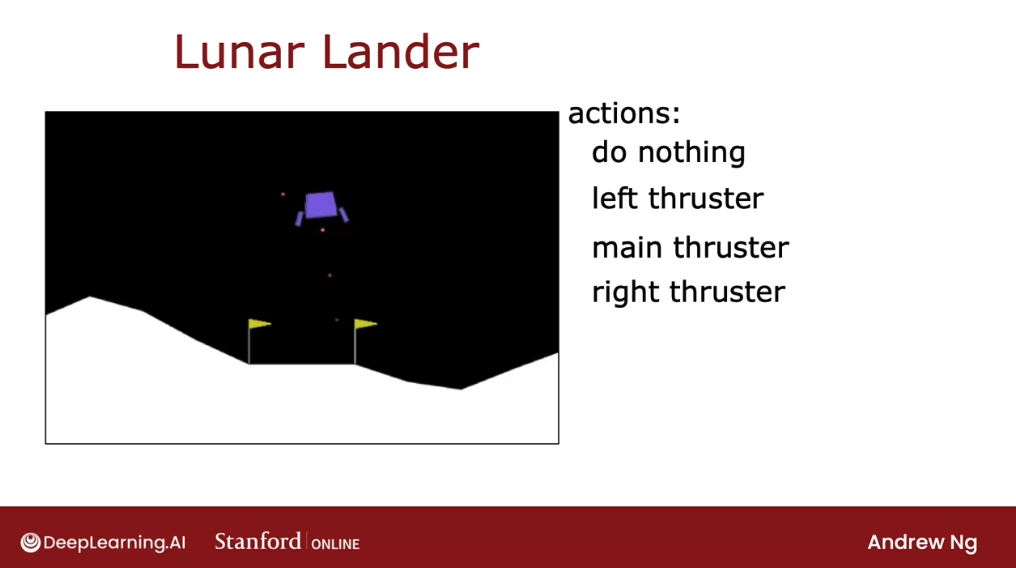 Lunar Lander
actions:
do nothing
left thruster
main thruster
right thruster
DeepLearning.AI
Stanford ONLINE
Andrew Ng